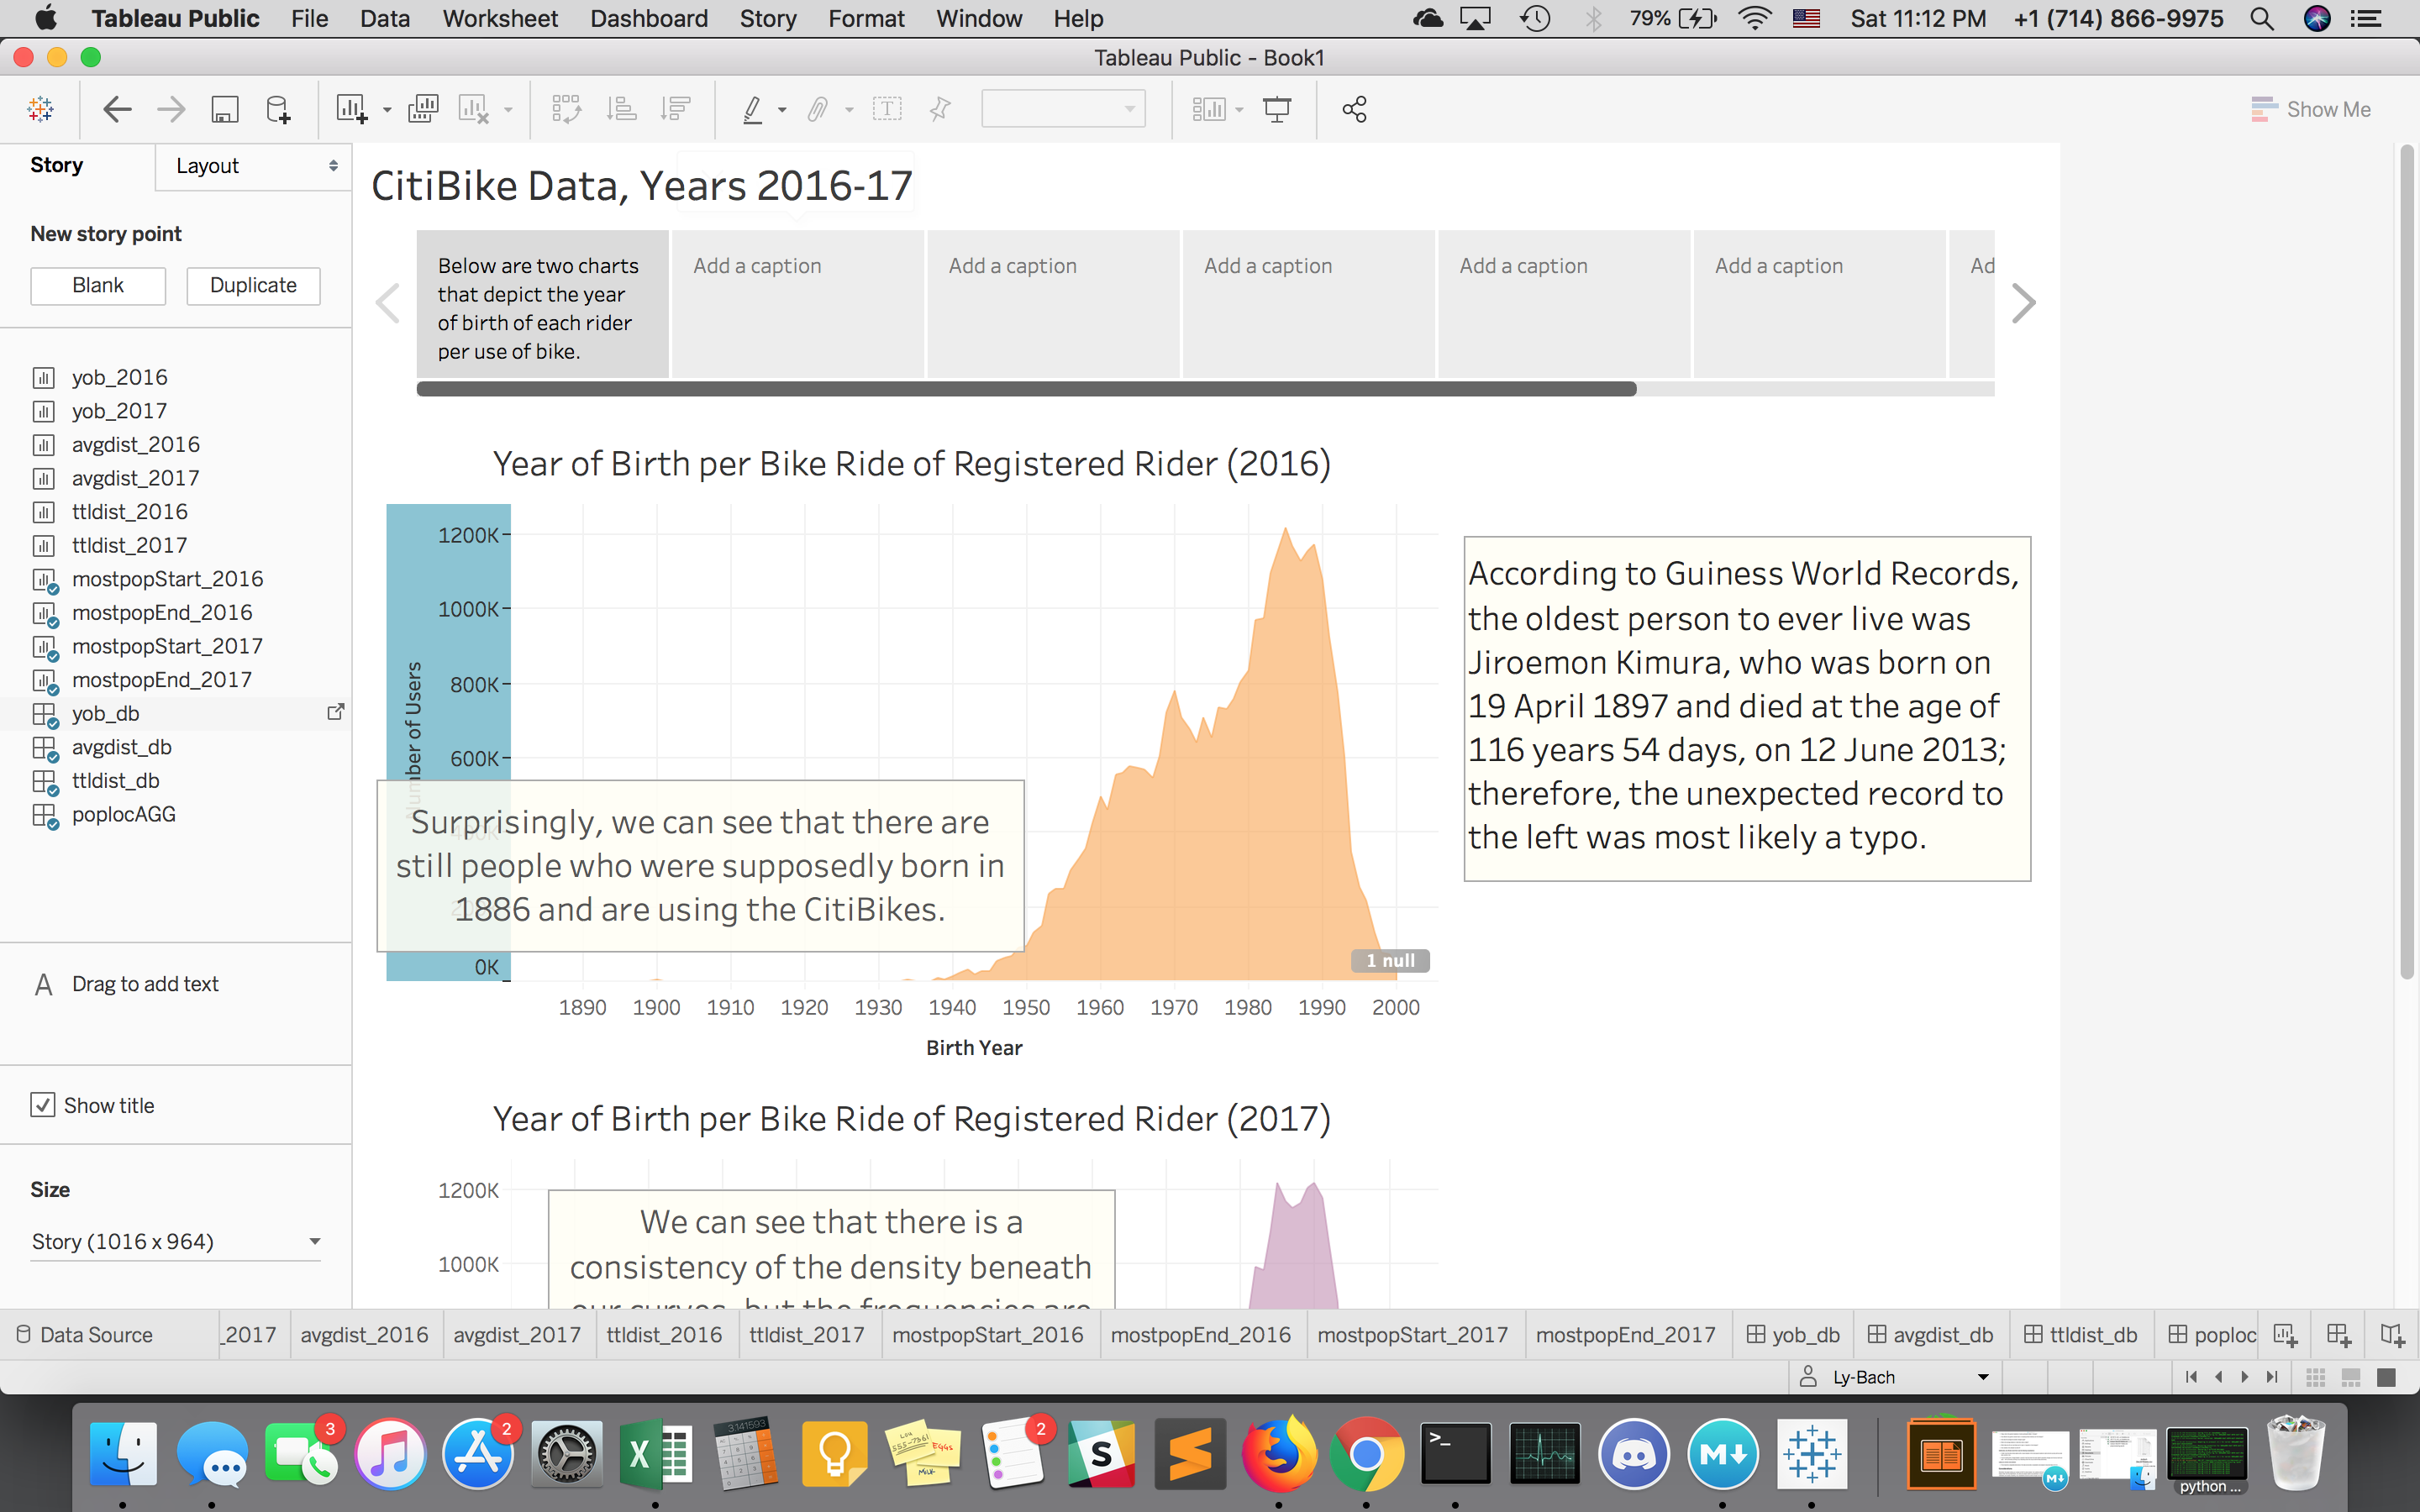 Tableau Public File Data Worksheet Dashboard Story Format Window Help 79% Sat 11:12 PM +1 (714) 866-9975
Tableau Public - Book1
Show Me
Story Layout
New story point
Blank Duplicate
yob_2016
yob_2017
avgdist_2016
avgdist_2017
ttldist_2016
ttldist_2017
mostpopStart_2016
mostpopEnd_2016
mostpopStart_2017
mostpopEnd_2017
yob_db
avgdist_db
ttldist_db
poplocAGG
A Drag to add text
Show title
Size
Story (1016 x 964)
CitiBike Data, Years 2016-17
Below are two charts
that depict the year
of birth of each rider
per use of bike.
Add a caption
Add a caption
Add a caption
Add a caption
Add a caption
Ad
Year of Birth per Bike Ride of Registered Rider (2016)
Number of Users
1200K
1000K
800K
600K
0K
Surprisingly, we can see that there are
still people who were supposedly born in
1886 and are using the CitiBikes.
1 null
1890 1900 1910 1920 1930 1940 1950 1960 1970 1980 1990 2000
Birth Year
According to Guiness World Records,
the oldest person to ever live was
Jiroemon Kimura, who was born on
19 April 1897 and died at the age of
116 years 54 days, on 12 June 2013;
therefore, the unexpected record to
the left was most likely a typo.
Year of Birth per Bike Ride of Registered Rider (2017)
1200K
1000K
We can see that there is a
consistency of the density beneath
our curves, but the frequencies are
Data Source _2017 avgdist_2016 avgdist_2017 ttldist_2016 ttldist_2017 mostpopStart_2016 mostpopEnd_2016 mostpopStart_2017 mostpopEnd_2017 yob_db avgdist_db ttldist_db poploc
Ly-Bach
3
2
3.141593
2
S
X
M
python ...